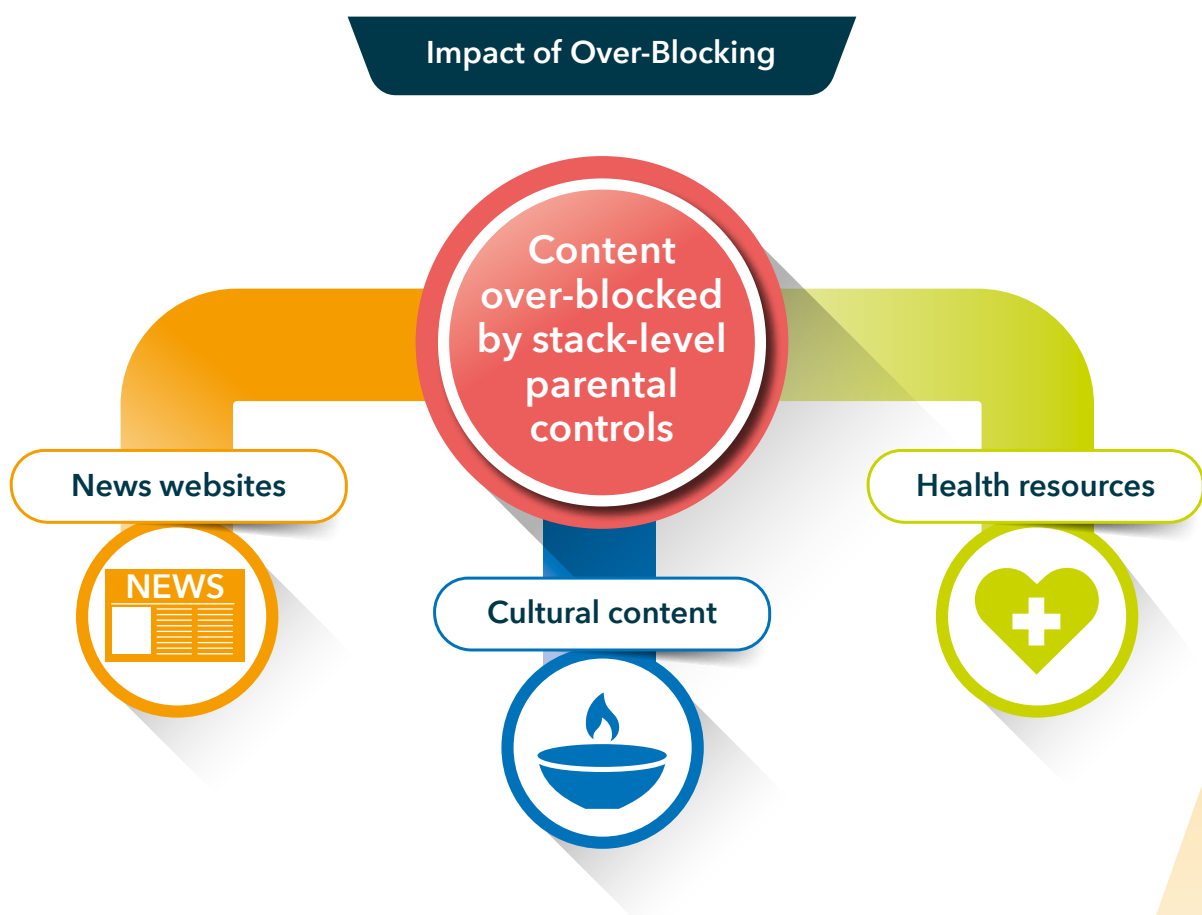 Impact of Over-Blocking
Content
over-blocked
by stack-level
parental
controls
News websites
Health resources
NEWS
Cultural content